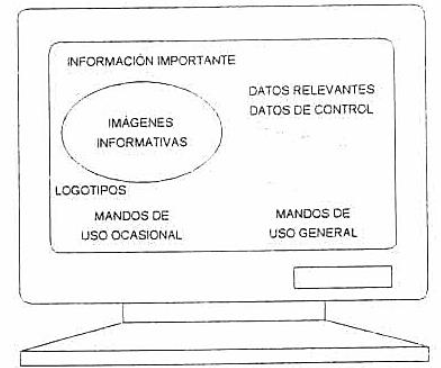 INFORMACIÓN IMPORTANTE
DATOS RELEVANTES
DATOS DE CONTROL
IMÁGENES
INFORMATIVAS
LOGOTIPOS
MANDOS DE
USO OCASIONAL
MANDOS DE
USO GENERAL